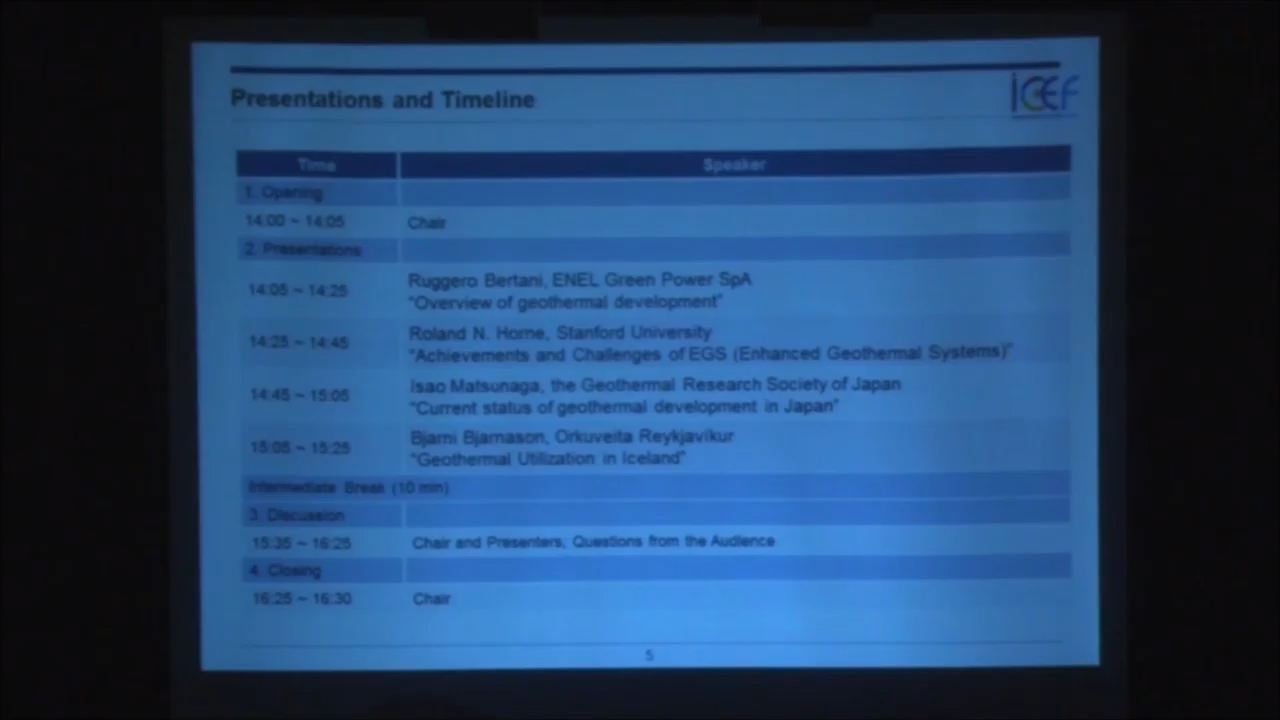 Presentations and Timeline
ICEF
Time Speaker
1. Opening
14:00 ~ 14:05 Chair
2. Presentations
14:05 ~ 14:25 Ruggero Bertani, ENEL Green Power SpA
"Overview of geothermal development"
14:25 ~ 14:45 Roland N. Horne, Stanford University
"Achievements and Challenges of EGS (Enhanced Geothermal Systems)"
14:45 ~ 15:05 Isao Matsunaga, the Geothermal Research Society of Japan
"Current status of geothermal development in Japan"
15:05 ~ 15:25 Bjarni Bjarnason, Orkuveita Reykjavíkur
"Geothermal Utilization in Iceland"
Intermediate Break (10 min)
3. Discussion
15:35 ~ 16:25 Chair and Presenters, Questions from the Audience
4. Closing
16:25 ~ 16:30 Chair
5